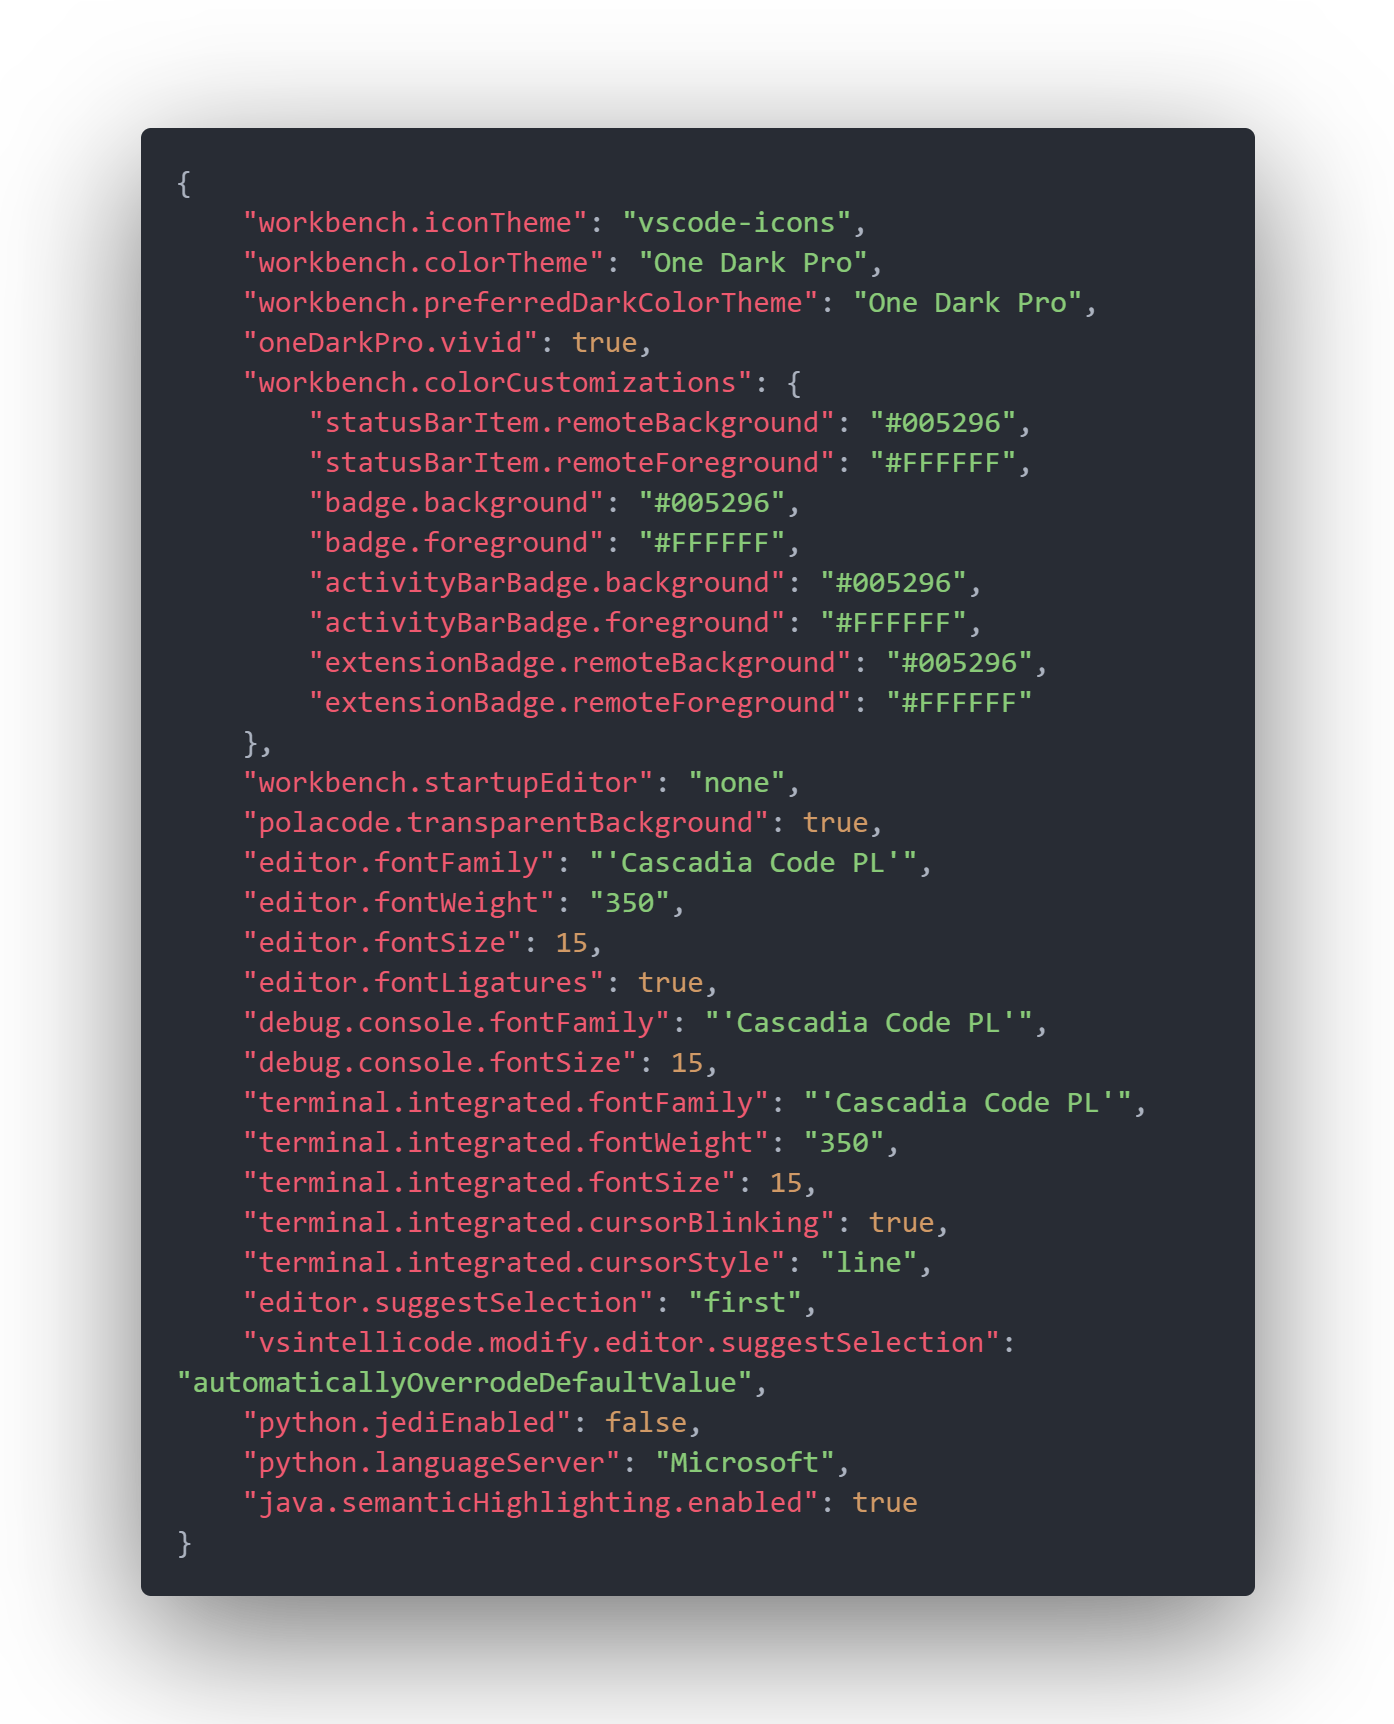 {
    "workbench.iconTheme": "vscode-icons",
    "workbench.colorTheme": "One Dark Pro",
    "workbench.preferredDarkColorTheme": "One Dark Pro",
    "oneDarkPro.vivid": true,
    "workbench.colorCustomizations": {
        "statusBarItem.remoteBackground": "#005296",
        "statusBarItem.remoteForeground": "#FFFFFF",
        "badge.background": "#005296",
        "badge.foreground": "#FFFFFF",
        "activityBarBadge.background": "#005296",
        "activityBarBadge.foreground": "#FFFFFF",
        "extensionBadge.remoteBackground": "#005296",
        "extensionBadge.remoteForeground": "#FFFFFF"
    },
    "workbench.startupEditor": "none",
    "polacode.transparentBackground": true,
    "editor.fontFamily": "'Cascadia Code PL'",
    "editor.fontWeight": "350",
    "editor.fontSize": 15,
    "editor.fontLigatures": true,
    "debug.console.fontFamily": "'Cascadia Code PL'",
    "debug.console.fontSize": 15,
    "terminal.integrated.fontFamily": "'Cascadia Code PL'",
    "terminal.integrated.fontWeight": "350",
    "terminal.integrated.fontSize": 15,
    "terminal.integrated.cursorBlinking": true,
    "terminal.integrated.cursorStyle": "line",
    "editor.suggestSelection": "first",
    "vsintellicode.modify.editor.suggestSelection":
"automaticallyOverrodeDefaultValue",
    "python.jediEnabled": false,
    "python.languageServer": "Microsoft",
    "java.semanticHighlighting.enabled": true
}